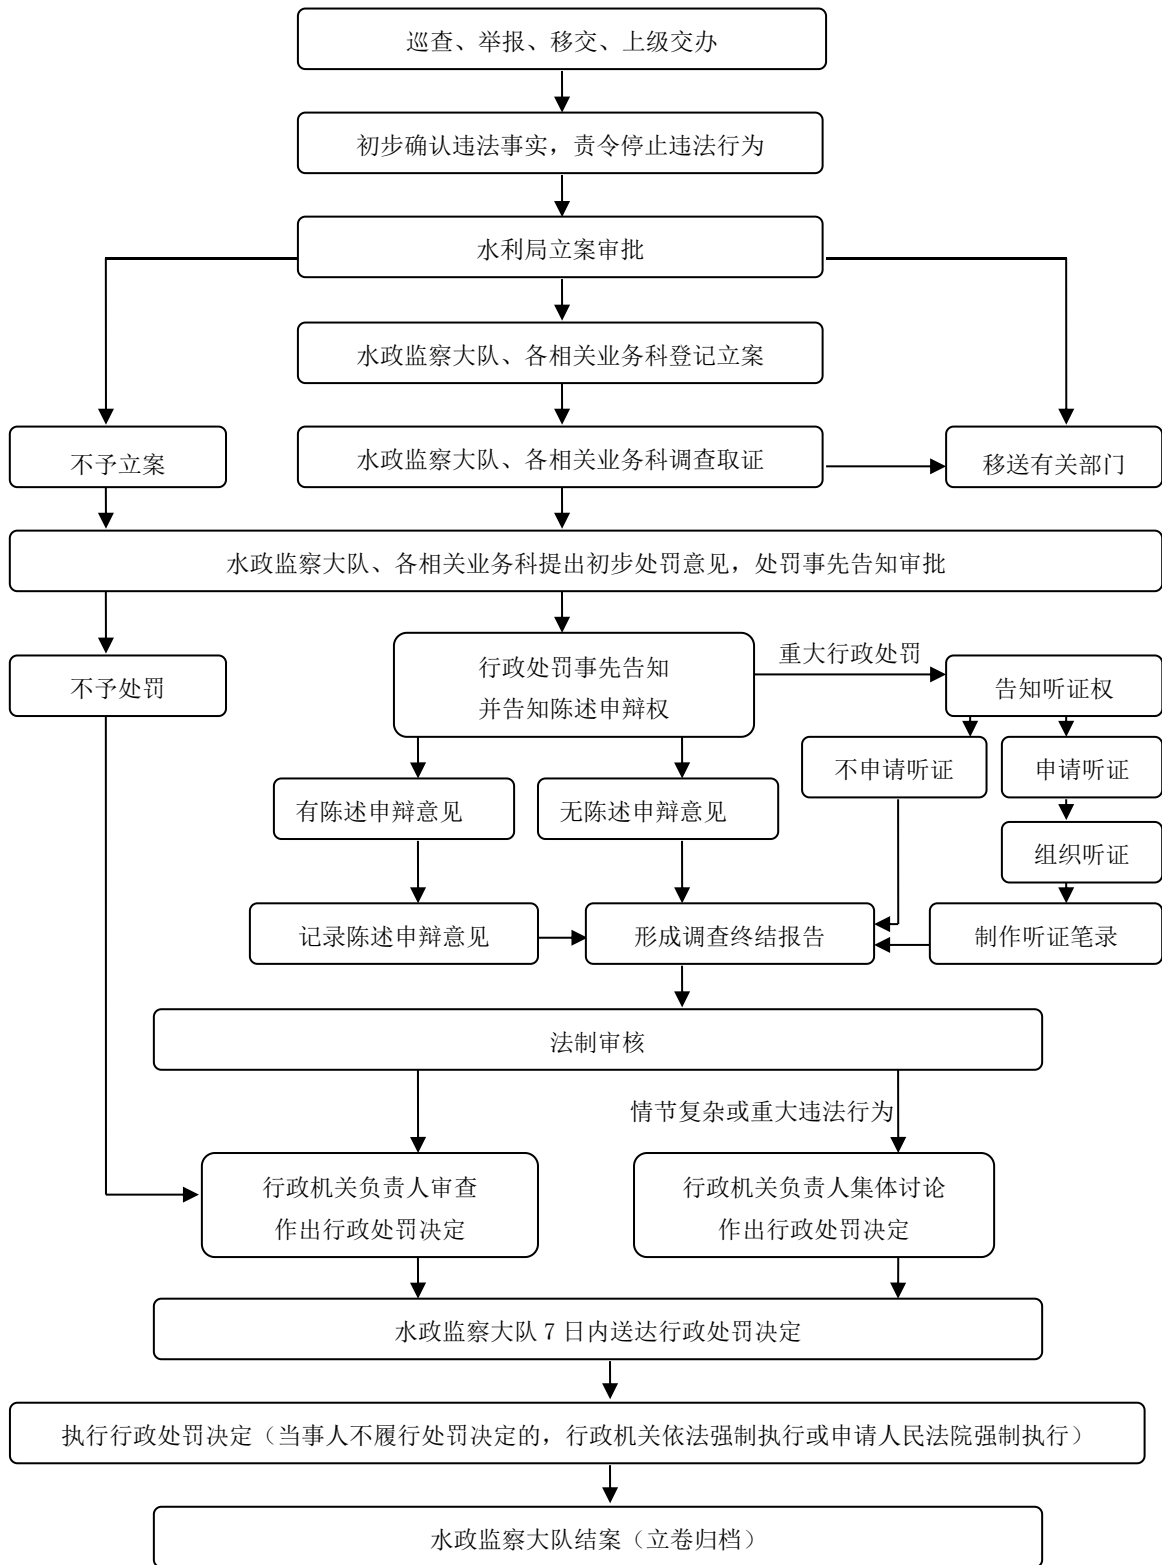 巡查、举报、移交、上级交办
初步确认违法事实，责令停止违法行为
水利局立案审批
水政监察大队、各相关业务科登记立案
不予立案
水政监察大队、各相关业务科调查取证
移送有关部门
水政监察大队、各相关业务科提出初步处罚意见，处罚事先告知审批
不予处罚
行政处罚事先告知
并告知陈述申辩权
重大行政处罚
告知听证权
不申请听证
申请听证
有陈述申辩意见
无陈述申辩意见
组织听证
记录陈述申辩意见
形成调查终结报告
制作听证笔录
法制审核
情节复杂或重大违法行为
行政机关负责人审查
作出行政处罚决定
行政机关负责人集体讨论
作出行政处罚决定
水政监察大队 7 日内送达行政处罚决定
执行行政处罚决定（当事人不履行处罚决定的，行政机关依法强制执行或申请人民法院强制执行）
水政监察大队结案（立卷归档）